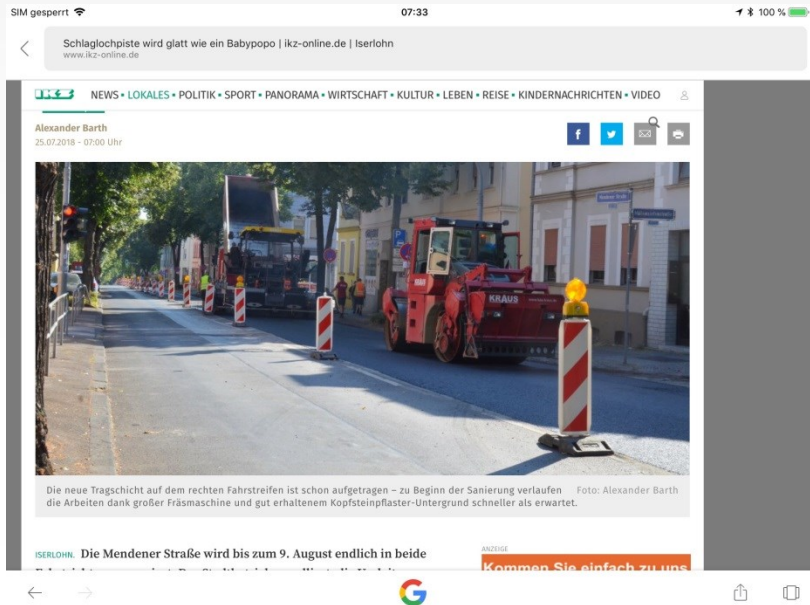 SIM gesperrt
07:33
100 %
Schlaglochpiste wird glatt wie ein Babypopo | ikz-online.de | Iserlohn
www.ikz-online.de
IKZ NEWS • LOKALES • POLITIK • SPORT • PANORAMA • WIRTSCHAFT • KULTUR • LEBEN • REISE • KINDERNACHRICHTEN • VIDEO
Alexander Barth
25.07.2018 - 07:00 Uhr
f
P
KRAUS
Die neue Tragschicht auf dem rechten Fahrstreifen ist schon aufgetragen – zu Beginn der Sanierung verlaufen Foto: Alexander Barth
die Arbeiten dank großer Fräsmaschine und gut erhaltenem Kopfsteinpflaster-Untergrund schneller als erwartet.
ISERLOHN. Die Mendener Straße wird bis zum 9. August endlich in beide
ANZEIGE
Kommen Sie einfach zu uns
G